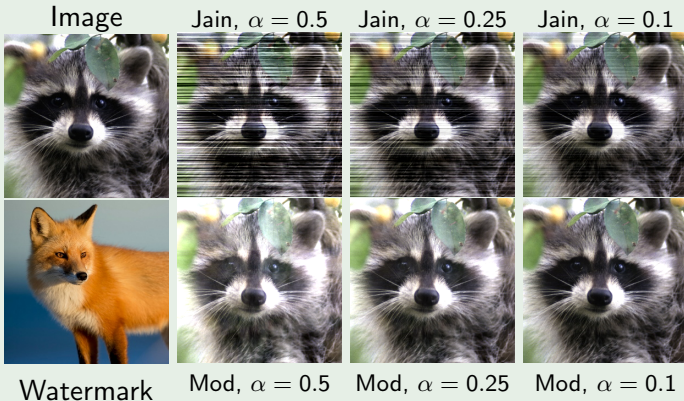 Image
Jain, α = 0.5
Jain, α = 0.25
Jain, α = 0.1
Watermark
Mod, α = 0.5
Mod, α = 0.25
Mod, α = 0.1